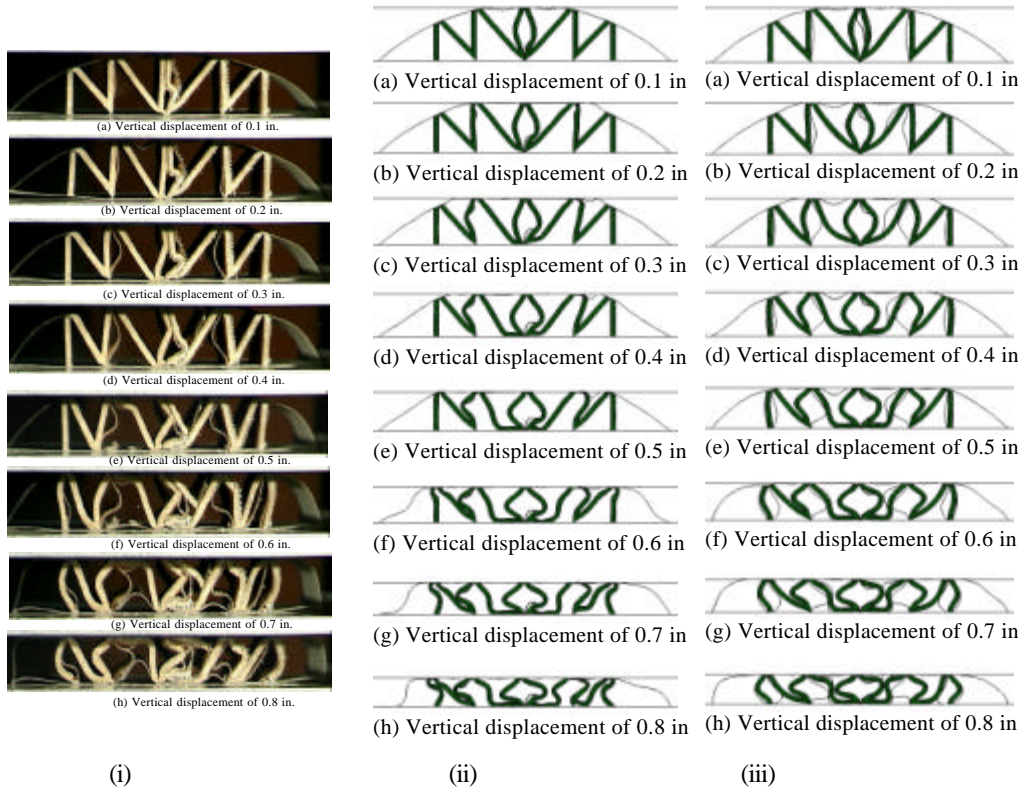 (a) Vertical displacement of 0.1 in.
(b) Vertical displacement of 0.2 in.
(c) Vertical displacement of 0.3 in.
(d) Vertical displacement of 0.4 in.
(e) Vertical displacement of 0.5 in.
(f) Vertical displacement of 0.6 in.
(g) Vertical displacement of 0.7 in.
(h) Vertical displacement of 0.8 in.
(i)
(a) Vertical displacement of 0.1 in
(b) Vertical displacement of 0.2 in
(c) Vertical displacement of 0.3 in
(d) Vertical displacement of 0.4 in
(e) Vertical displacement of 0.5 in
(f) Vertical displacement of 0.6 in
(g) Vertical displacement of 0.7 in
(h) Vertical displacement of 0.8 in
(ii)
(a) Vertical displacement of 0.1 in
(b) Vertical displacement of 0.2 in
(c) Vertical displacement of 0.3 in
(d) Vertical displacement of 0.4 in
(e) Vertical displacement of 0.5 in
(f) Vertical displacement of 0.6 in
(g) Vertical displacement of 0.7 in
(h) Vertical displacement of 0.8 in
(iii)